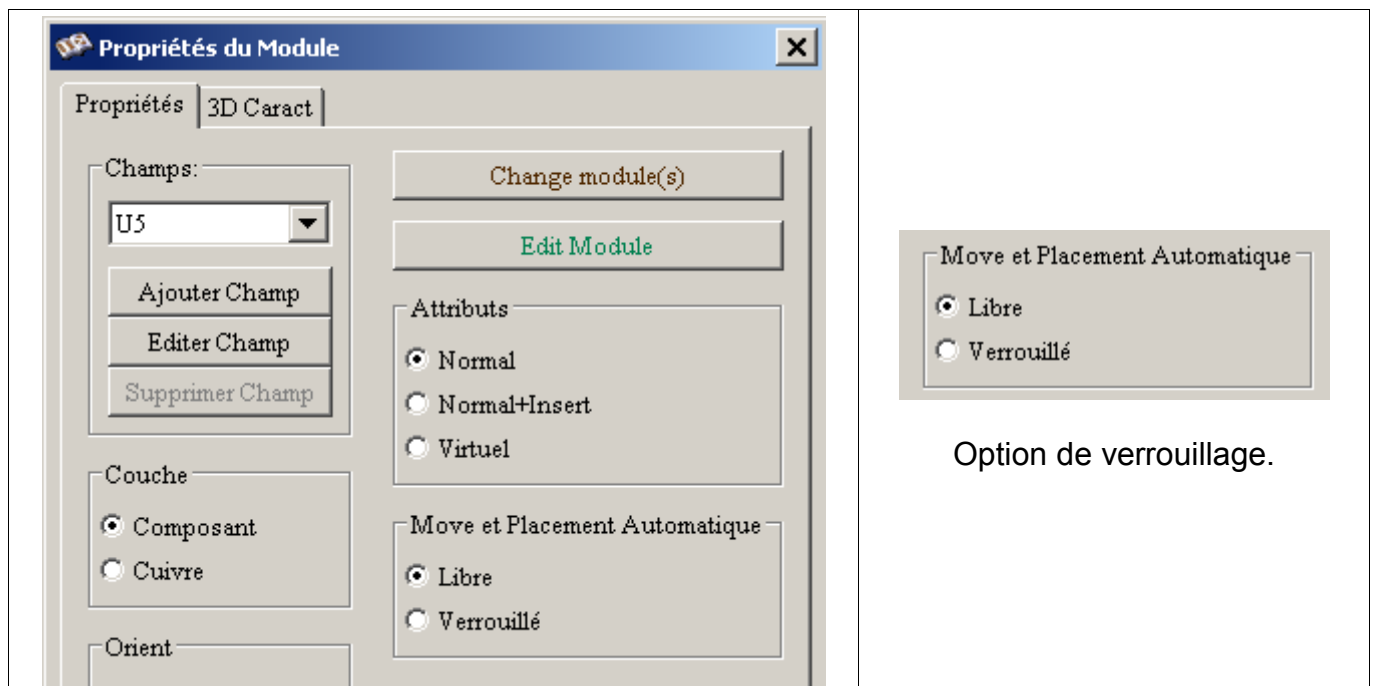 Propriétés du Module
Propriétés
3D Caract
Champs:
U5
Ajouter Champ
Editer Champ
Supprimer Champ
Couche
Composant
Cuivre
Orient
Change module(s)
Edit Module
Attributs
Normal
Normal+Insert
Virtuel
Move et Placement Automatique
Libre
Verrouillé
Move et Placement Automatique
Libre
Verrouillé
Option de verrouillage.